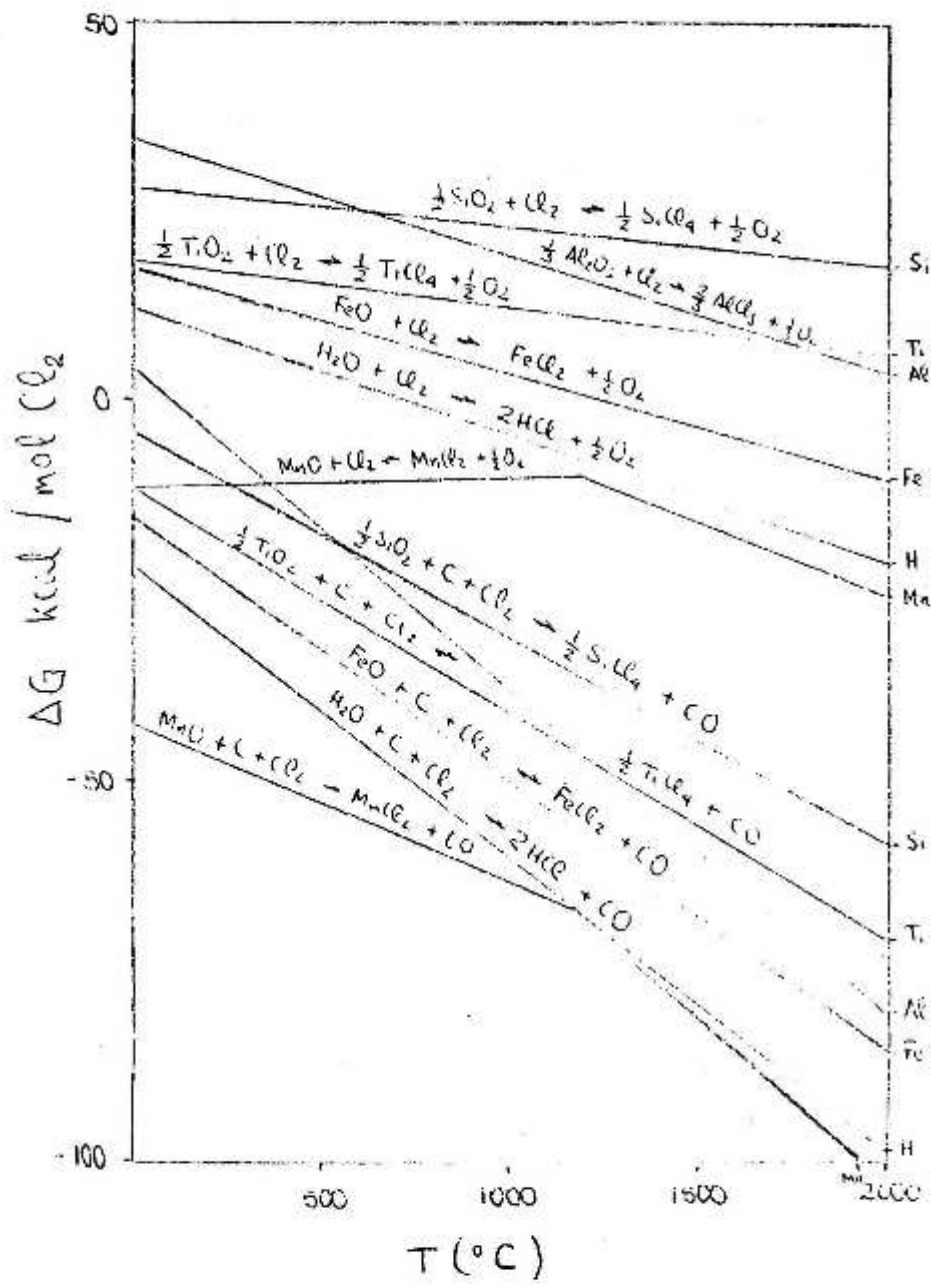 50
½ SiO₂ + Cl₂ → ½ SiCl₄ + ½ O₂
Si
⅓ Al₂O₃ + Cl₂ → ⅔ AlCl₃ + ½ O₂
½ TiO₂ + Cl₂ → ½ TiCl₄ + ½ O₂
Ti
Al
FeO + Cl₂ → FeCl₂ + ½ O₂
Fe
H₂O + Cl₂ → 2HCl + ½ O₂
H
0
MnO + Cl₂ → MnCl₂ + ½ O₂
Mn
½ SiO₂ + C + Cl₂ → ½ SiCl₄ + CO
Si
½ TiO₂ + C + Cl₂ → ½ TiCl₄ + CO
Ti
Al
FeO + C + Cl₂ → FeCl₂ + CO
Fe
H₂O + C + Cl₂ → 2HCl + CO
H
-50
MnO + C + Cl₂ → MnCl₂ + CO
Mn
-100
500
1000
1500
2000
ΔG kcal / mol Cl₂
T (°C)